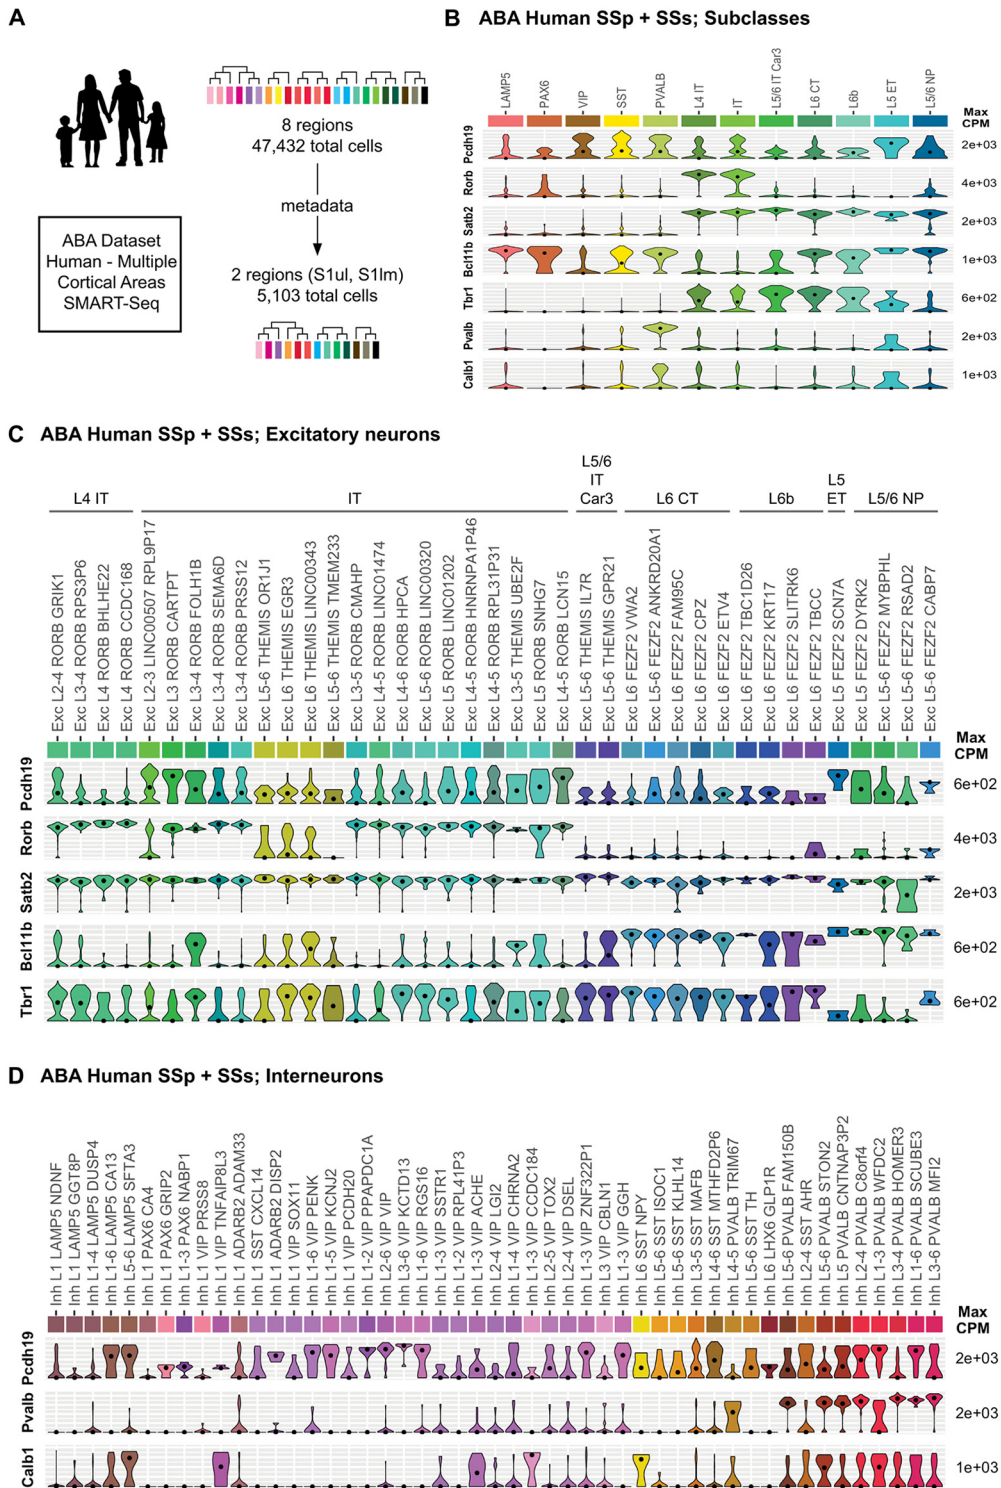 A
8 regions
47,432 total cells
metadata
2 regions (S1ul, S1lm)
5,103 total cells
ABA Dataset
Human - Multiple
Cortical Areas
SMART-Seq
B ABA Human SSp + SSs; Subclasses
LAMP5
PAX6
VIP
SST
PVALB
L4 IT
IT
L5/6 IT Car3
L6 CT
L6b
L5 ET
L5/6 NP
Max
CPM
Pcdh19 2e+03
Rorb 4e+03
Satb2 2e+03
Bcl11b 1e+03
Tbr1 6e+02
Pvalb 2e+03
Calb1 1e+03
C ABA Human SSp + SSs; Excitatory neurons
L4 IT
IT
L5/6
IT
Car3
L6 CT
L6b
L5
ET
L5/6 NP
Exc L2-4 RORB GRIK1
Exc L3-4 RORB RPS3P6
Exc L4 RORB BHLHE22
Exc L4 RORB CCDC168
Exc L2-3 LINC00507 RPL9P17
Exc L3 RORB CARTPT
Exc L3-4 RORB FOLH1B
Exc L3-4 RORB SEMA6D
Exc L3-4 RORB PRSS12
Exc L5-6 THEMIS OR1J1
Exc L6 THEMIS EGR3
Exc L6 THEMIS LINC00343
Exc L5-6 THEMIS TMEM233
Exc L3-5 RORB CMAHP
Exc L4-5 RORB LINC01474
Exc L4-6 RORB HPCA
Exc L5-6 RORB LINC00320
Exc L5 RORB LINC01202
Exc L4-5 RORB HNRNPA1P46
Exc L4-5 RORB RPL31P31
Exc L3-5 THEMIS UBE2F
Exc L5 RORB SNHG7
Exc L4-5 RORB LCN15
Exc L5-6 THEMIS IL7R
Exc L5-6 THEMIS GPR21
Exc L6 FEZF2 VWA2
Exc L5-6 FEZF2 ANKRD20A1
Exc L6 FEZF2 FAM95C
Exc L6 FEZF2 CPZ
Exc L6 FEZF2 ETV4
Exc L6 FEZF2 TBC1D26
Exc L6 FEZF2 KRT17
Exc L6 FEZF2 SLITRK6
Exc L6 FEZF2 TBCC
Exc L5 FEZF2 SCN7A
Exc L5 FEZF2 DYRK2
Exc L5-6 FEZF2 MYBPHL
Exc L5-6 FEZF2 RSAD2
Exc L5-6 FEZF2 CABP7
Max
CPM
Pcdh19 6e+02
Rorb 4e+03
Satb2 2e+03
Bcl11b 6e+02
Tbr1 6e+02
D ABA Human SSp + SSs; Interneurons
Inh L1 LAMP5 NDNF
Inh L1 LAMP5 GGT8P
Inh L1-4 LAMP5 DUSP4
Inh L1-6 LAMP5 CA13
Inh L5-6 LAMP5 SFTA3
Inh L1 PAX6 CA4
Inh L1 PAX6 GRIP2
Inh L1-3 PAX6 NABP1
Inh L1 VIP PRSS8
Inh L1 VIP TNFAIP8L3
Inh L1 ADARB2 ADAM33
Inh L1 SST CXCL14
Inh L1 ADARB2 DISP2
Inh L1 VIP SOX11
Inh L1-6 VIP PENK
Inh L1-5 VIP KCNJ2
Inh L1 VIP PCDH20
Inh L1-2 VIP PPAPDC1A
Inh L2-6 VIP VIP
Inh L3-6 VIP KCTD13
Inh L1-6 VIP RGS16
Inh L1-3 VIP SSTR1
Inh L1-2 VIP RPL41P3
Inh L1-3 VIP ACHE
Inh L2-4 VIP LGI2
Inh L1-4 VIP CHRNA2
Inh L1-3 VIP CCDC184
Inh L2-5 VIP TOX2
Inh L2-4 VIP DSEL
Inh L1-3 VIP ZNF322P1
Inh L3 VIP CBLN1
Inh L1-3 VIP GGH
Inh L6 SST NPY
Inh L5-6 SST ISOC1
Inh L5-6 SST KLHL14
Inh L3-5 SST MAFB
Inh L4-6 SST MTHFD2P6
Inh L4-5 PVALB TRIM67
Inh L5-6 SST TH
Inh L6 LHX6 GLP1R
Inh L5-6 PVALB FAM150B
Inh L2-4 SST AHR
Inh L5-6 PVALB STON2
Inh L5 PVALB CNTNAP3P2
Inh L2-4 PVALB C8orf4
Inh L1-3 PVALB WFDC2
Inh L3-4 PVALB HOMER3
Inh L1-6 PVALB SCUBE3
Inh L3-6 PVALB MFI2
Max
CPM
Pcdh19 2e+03
Pvalb 2e+03
Calb1 1e+03